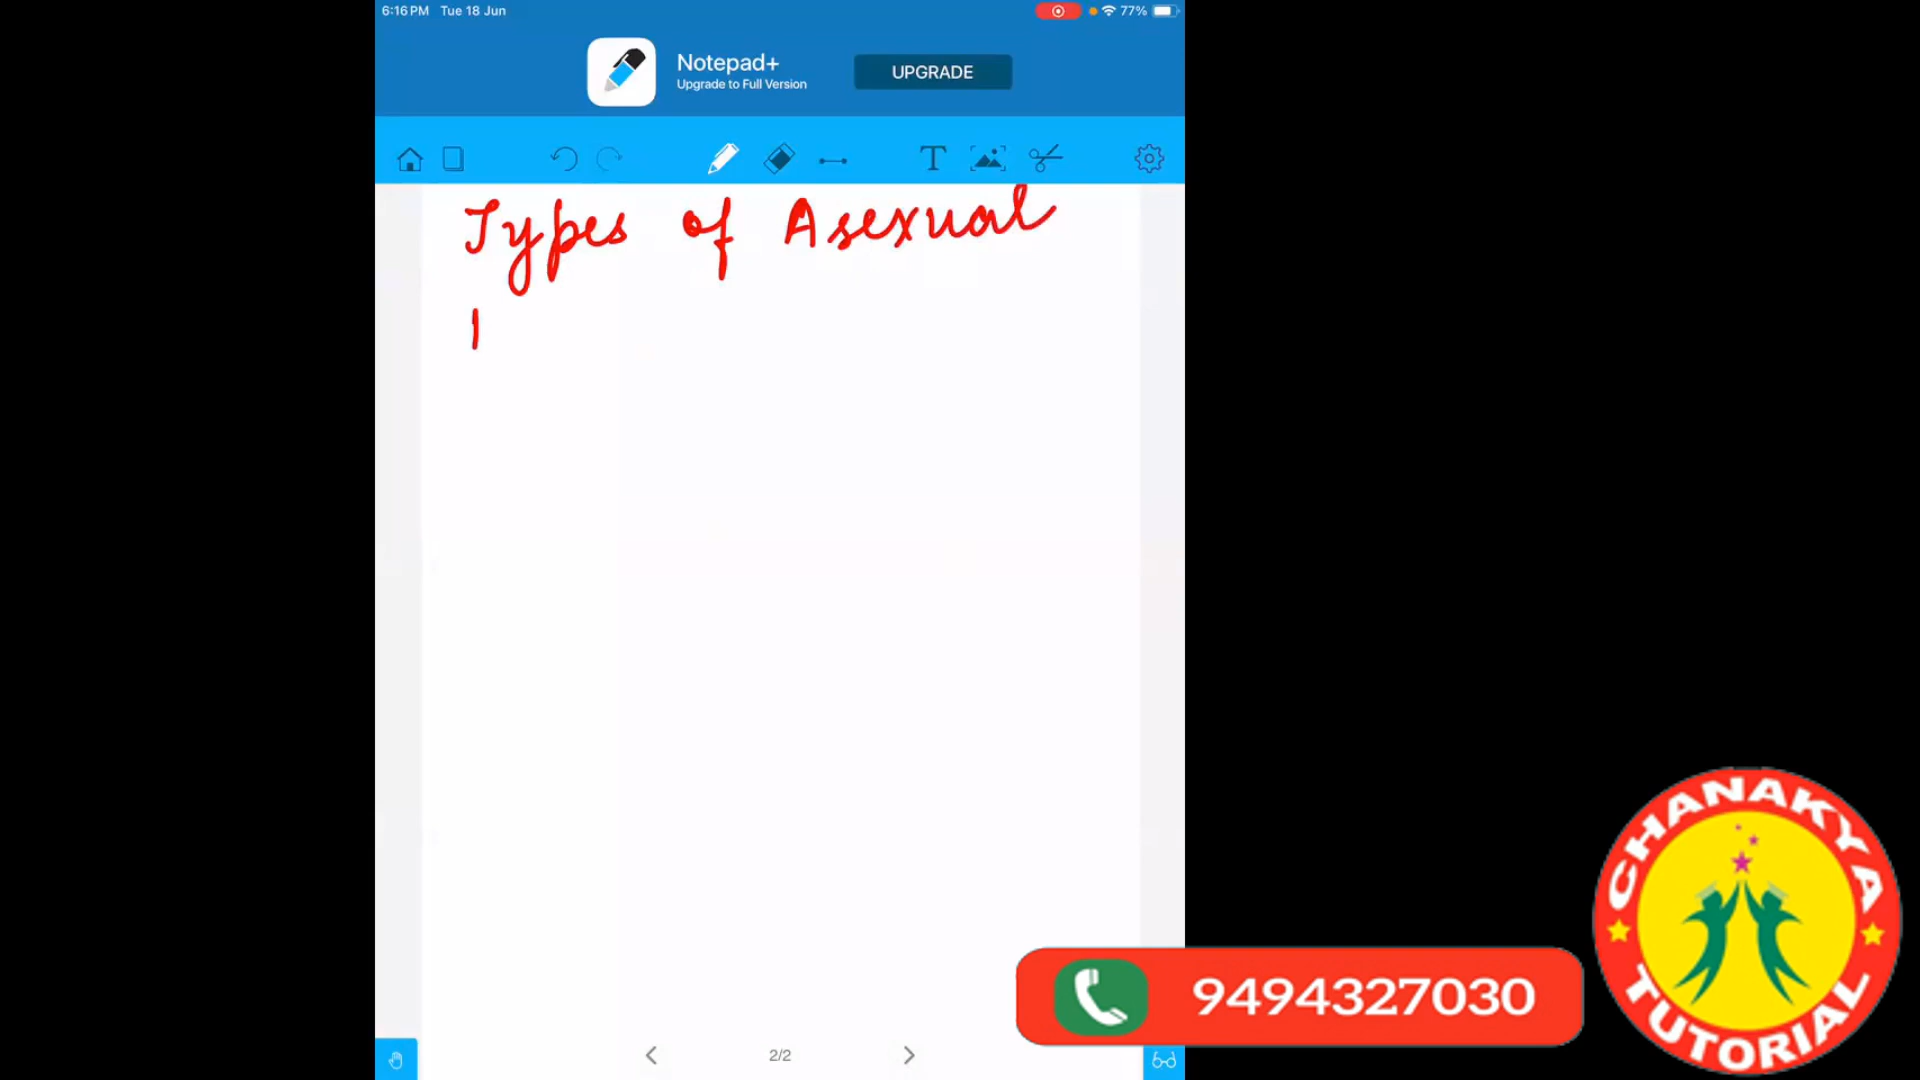 6:16 PM Tue 18 Jun 77%
Notepad+
Upgrade to Full Version
UPGRADE
T
Types of Asexual
2/2
9494327030
CHANAKYA
TUTORIAL